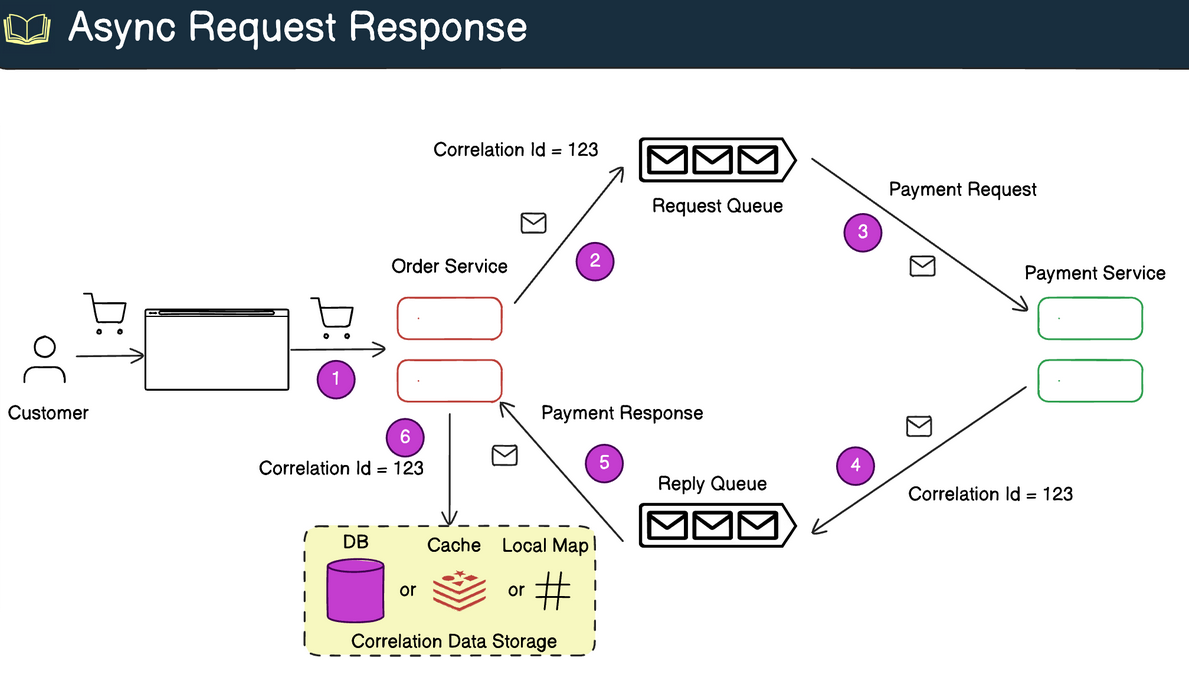 Async Request Response
Correlation Id = 123
Request Queue
Payment Request
3
2
Order Service
Payment Service
1
Customer
Payment Response
6
Correlation Id = 123
5
Reply Queue
4
Correlation Id = 123
DB
Cache
Local Map
or
or
Correlation Data Storage